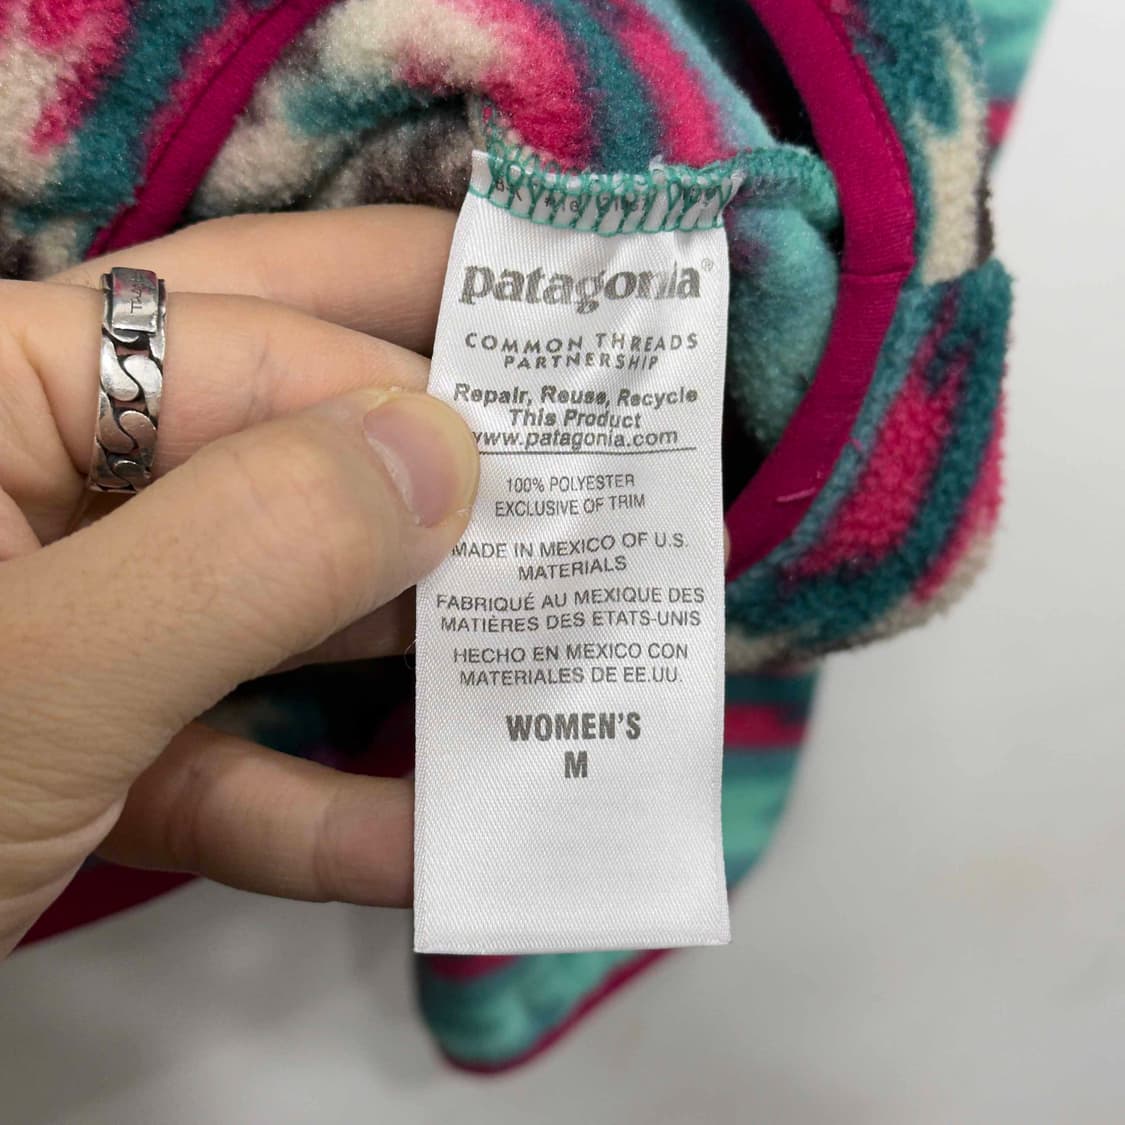 patagonia®
COMMON THREADS
PARTNERSHIP
Repair, Reuse, Recycle
This Product
www.patagonia.com
100% POLYESTER
EXCLUSIVE OF TRIM
MADE IN MEXICO OF U.S.
MATERIALS
FABRIQUÉ AU MEXIQUE DES
MATIÈRES DES ETATS-UNIS
HECHO EN MEXICO CON
MATERIALES DE EE.UU.
WOMEN'S
M